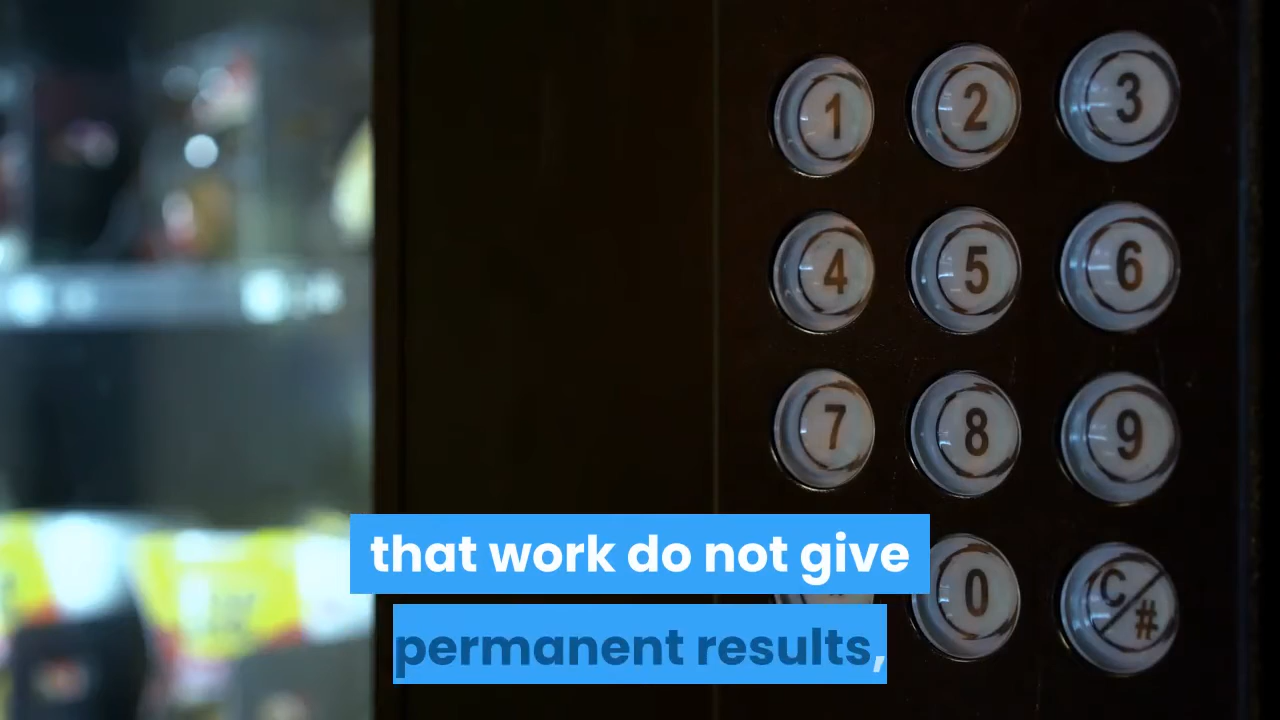 1 2 3
4 5 6
7 8 9
0 C/#
that work do not give
permanent results,